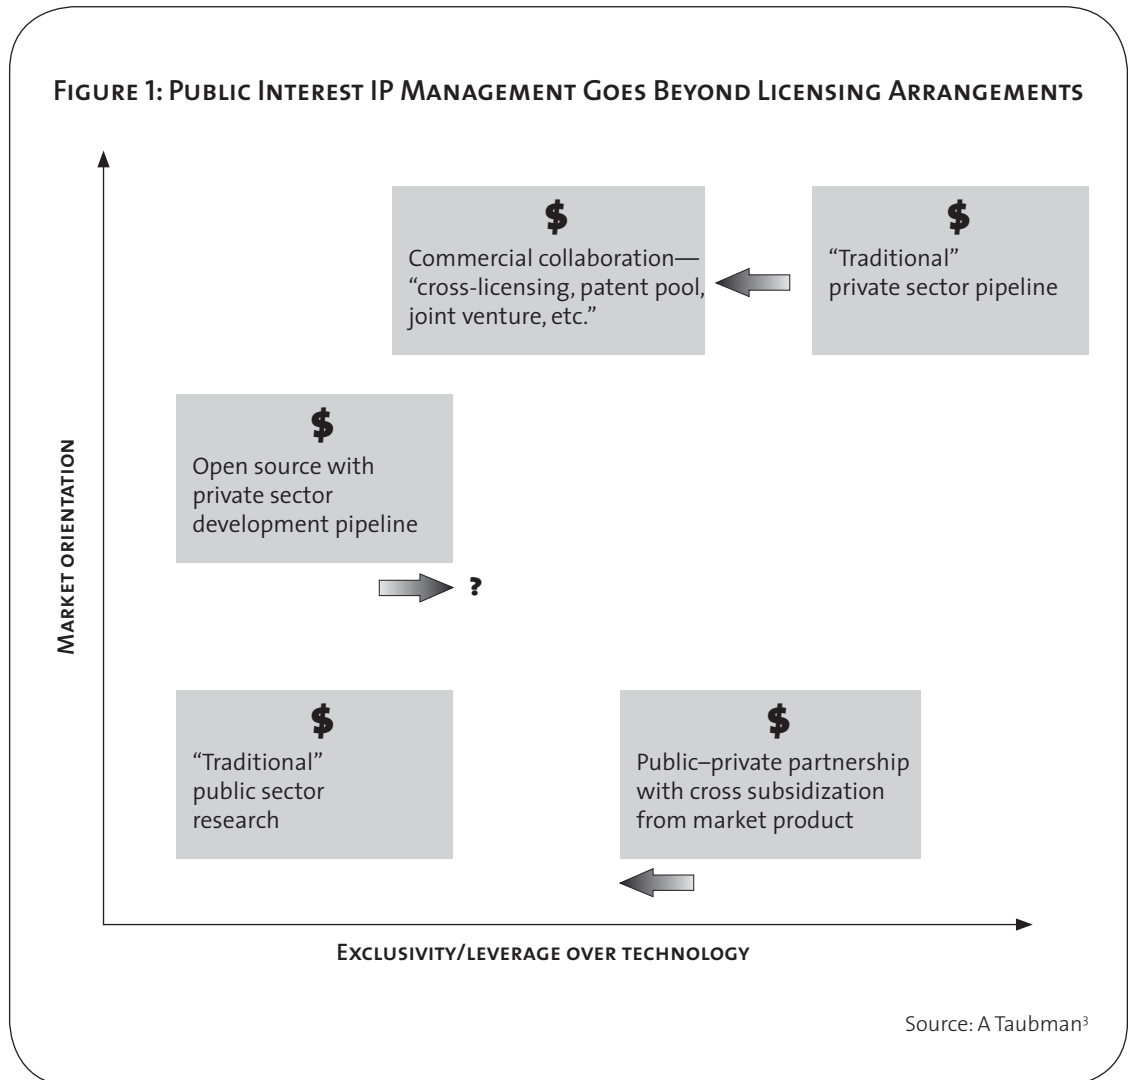 Figure 1: Public Interest IP Management Goes Beyond Licensing Arrangements
$
Commercial collaboration—
“cross-licensing, patent pool,
joint venture, etc.”
$
“Traditional”
private sector pipeline
$
Open source with
private sector
development pipeline
?
Market orientation
$
“Traditional”
public sector
research
$
Public–private partnership
with cross subsidization
from market product
Exclusivity/leverage over technology
Source: A Taubman³